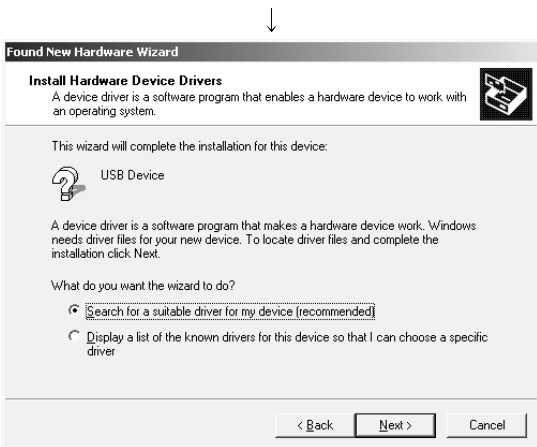 Found New Hardware Wizard
Install Hardware Device Drivers
A device driver is a software program that enables a hardware device to work with
an operating system.
This wizard will complete the installation for this device:
USB Device
A device driver is a software program that makes a hardware device work. Windows
needs driver files for your new device. To locate driver files and complete the
installation click Next.
What do you want the wizard to do?
Search for a suitable driver for my device (recommended)
Display a list of the known drivers for this device so that I can choose a specific
driver
< Back Next > Cancel